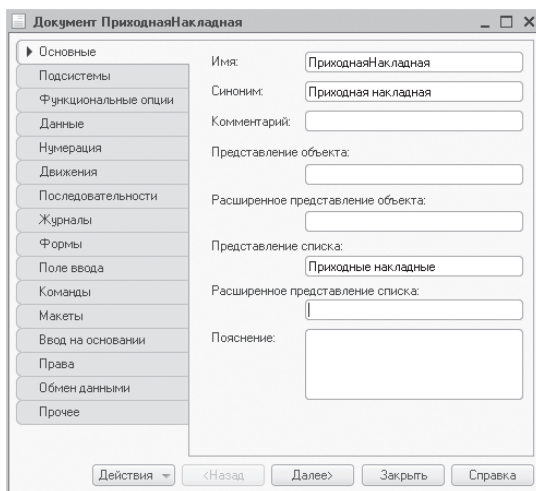 Документ ПриходнаяНакладная
Основные
Подсистемы
Функциональные опции
Данные
Нумерация
Движения
Последовательности
Журналы
Формы
Поле ввода
Команды
Макеты
Ввод на основании
Права
Обмен данными
Прочее
Имя: ПриходнаяНакладная
Синоним: Приходная накладная
Комментарий:
Представление объекта:
Расширенное представление объекта:
Представление списка:
Приходные накладные
Расширенное представление списка:
Пояснение:
Действия <Назад Далее> Закрыть Справка